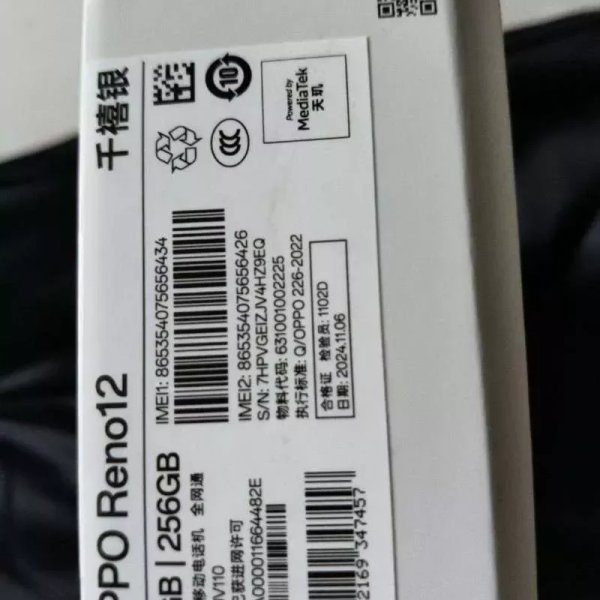 PPO Reno12
千禧银
GB | 256GB
移动电话机 全网通
V110
已获进网许可
A000011664482E
IMEI1: 865354075656434
IMEI2: 865354075656426
S/N: 7HPVGEIZJV4HZ9EQ
物料代码: 631001002225
执行标准: Q/OPPO 226-2022
合格证 检验员: 1102D
日期: 2024.11.06
10
CCC
Powered by
MediaTek
天玑
2169 347457